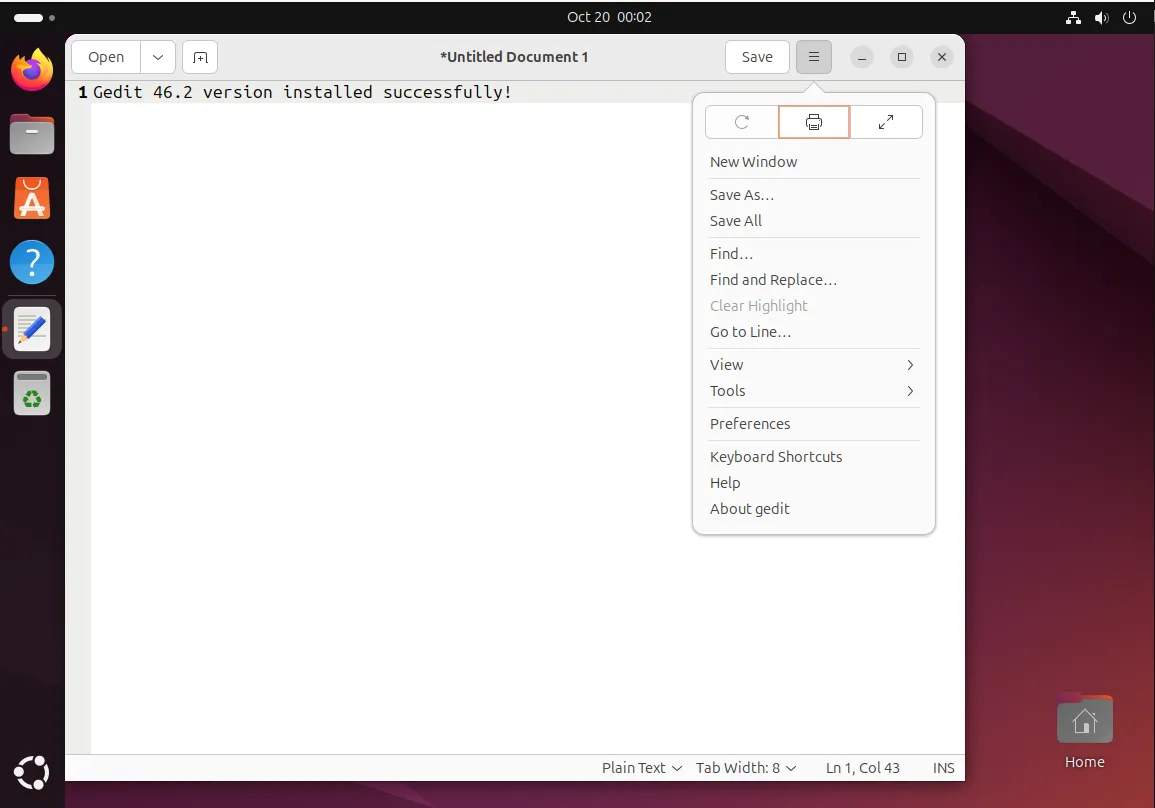 Oct 20 00:02
Open
*Untitled Document 1
Save
1 Gedit 46.2 version installed successfully!
New Window
Save As…
Save All
Find…
Find and Replace…
Clear Highlight
Go to Line…
View
Tools
Preferences
Keyboard Shortcuts
Help
About gedit
Home
Plain Text Tab Width: 8 Ln 1, Col 43 INS